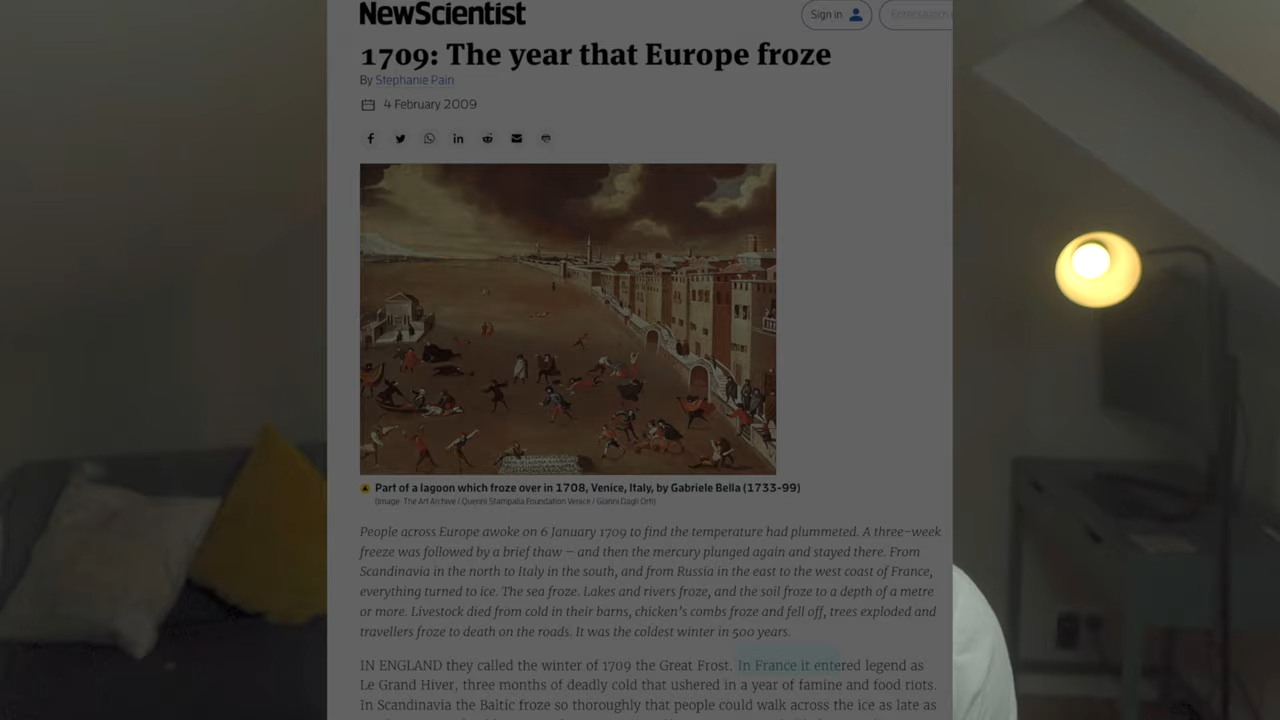 NewScientist
Sign in
1709: The year that Europe froze
By Stephanie Pain
4 February 2009
Part of a lagoon which froze over in 1708, Venice, Italy, by Gabriele Bella (1733-99)
(Image: The Art Archive / Querini Stampalia Foundation Venice / Gianni Dagli Orti)
People across Europe awoke on 6 January 1709 to find the temperature had plummeted. A three-week
freeze was followed by a brief thaw – and then the mercury plunged again and stayed there. From
Scandinavia in the north to Italy in the south, and from Russia in the east to the west coast of France,
everything turned to ice. The sea froze. Lakes and rivers froze, and the soil froze to a depth of a metre
or more. Livestock died from cold in their barns, chicken's combs froze and fell off, trees exploded and
travellers froze to death on the roads. It was the coldest winter in 500 years.
IN ENGLAND they called the winter of 1709 the Great Frost. In France it entered legend as
Le Grand Hiver, three months of deadly cold that ushered in a year of famine and food riots.
In Scandinavia the Baltic froze so thoroughly that people could walk across the ice as late as